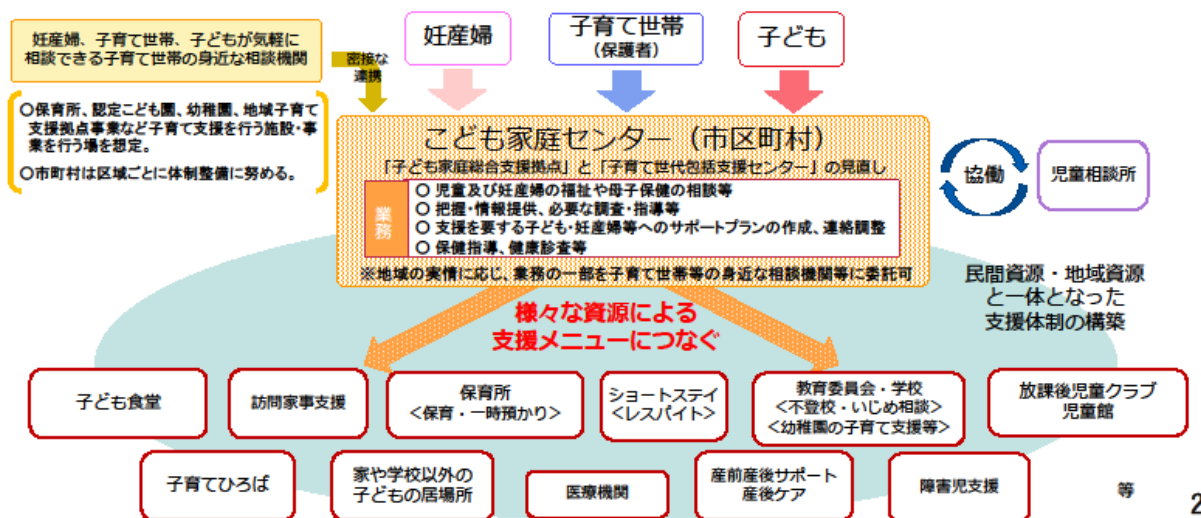 妊産婦、子育て世帯、子どもが気軽に
相談できる子育て世帯の身近な相談機関
密接な
連携
妊産婦
子育て世帯
（保護者）
子ども
○保育所、認定こども園、幼稚園、地域子育て
支援拠点事業など子育て支援を行う施設・事
業を行う場を想定。
○市町村は区域ごとに体制整備に努める。
こども家庭センター（市区町村）
「子ども家庭総合支援拠点」と「子育て世代包括支援センター」の見直し
業務
○ 児童及び妊産婦の福祉や母子保健の相談等
○ 把握・情報提供、必要な調査・指導等
○ 支援を要する子ども・妊産婦等へのサポートプランの作成、連絡調整
○ 保健指導、健康診査等
※地域の実情に応じ、業務の一部を子育て世帯等の身近な相談機関等に委託可
協働
児童相談所
民間資源・地域資源
と一体となった
支援体制の構築
様々な資源による
支援メニューにつなぐ
子ども食堂
訪問家事支援
保育所
＜保育・一時預かり＞
ショートステイ
＜レスパイト＞
教育委員会・学校
＜不登校・いじめ相談＞
＜幼稚園の子育て支援等＞
放課後児童クラブ
児童館
子育てひろば
家や学校以外の
子どもの居場所
医療機関
産前産後サポート
産後ケア
障害児支援
等
2